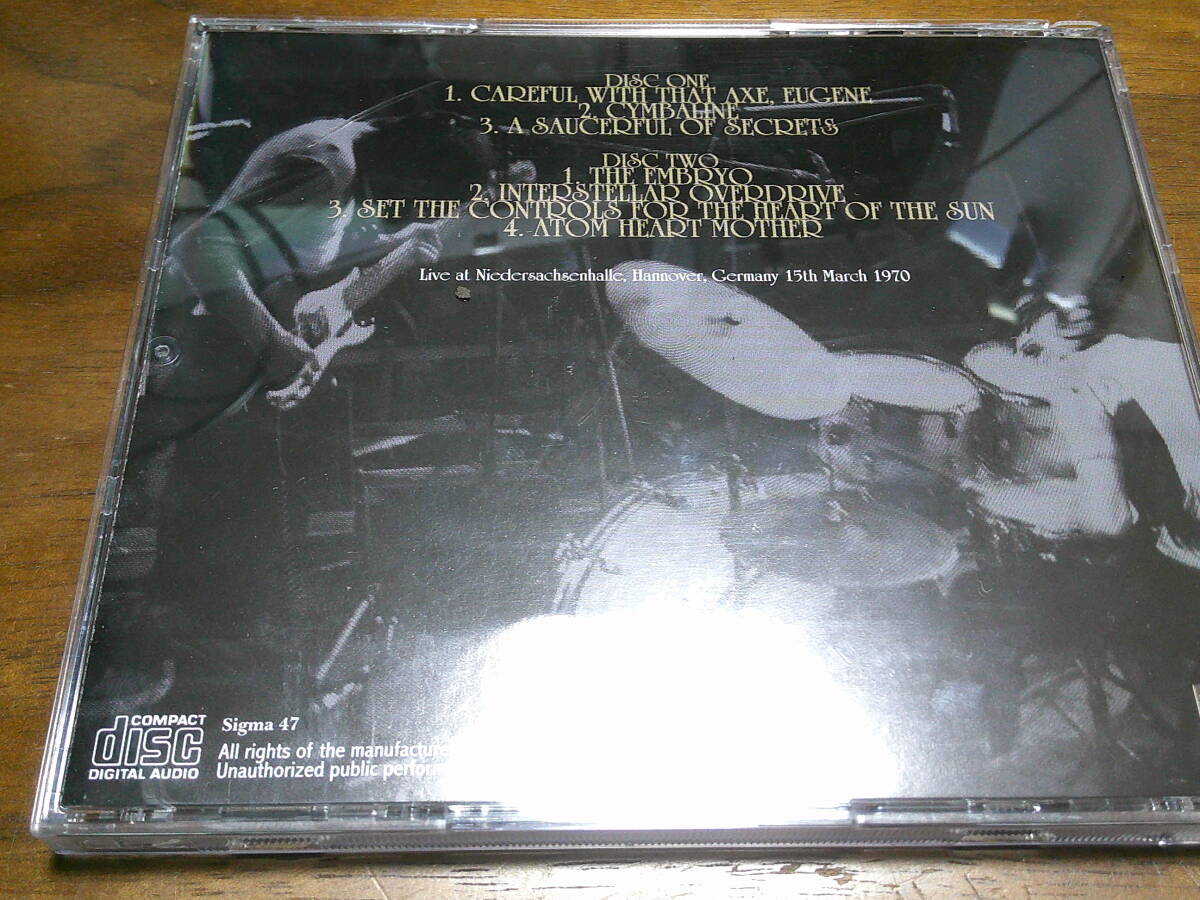 DISC ONE
1. CAREFUL WITH THAT AXE, EUGENE
2. CYMBALINE
3. A SAUCERFUL OF SECRETS
DISC TWO
1. THE EMBRYO
2. INTERSTELLAR OVERDRIVE
3. SET THE CONTROLS FOR THE HEART OF THE SUN
4. ATOM HEART MOTHER
Live at Niedersachsenhalle, Hannover, Germany 15th March 1970
COMPACT
disc
DIGITAL AUDIO
Sigma 47
All rights of the manufacture
Unauthorized public